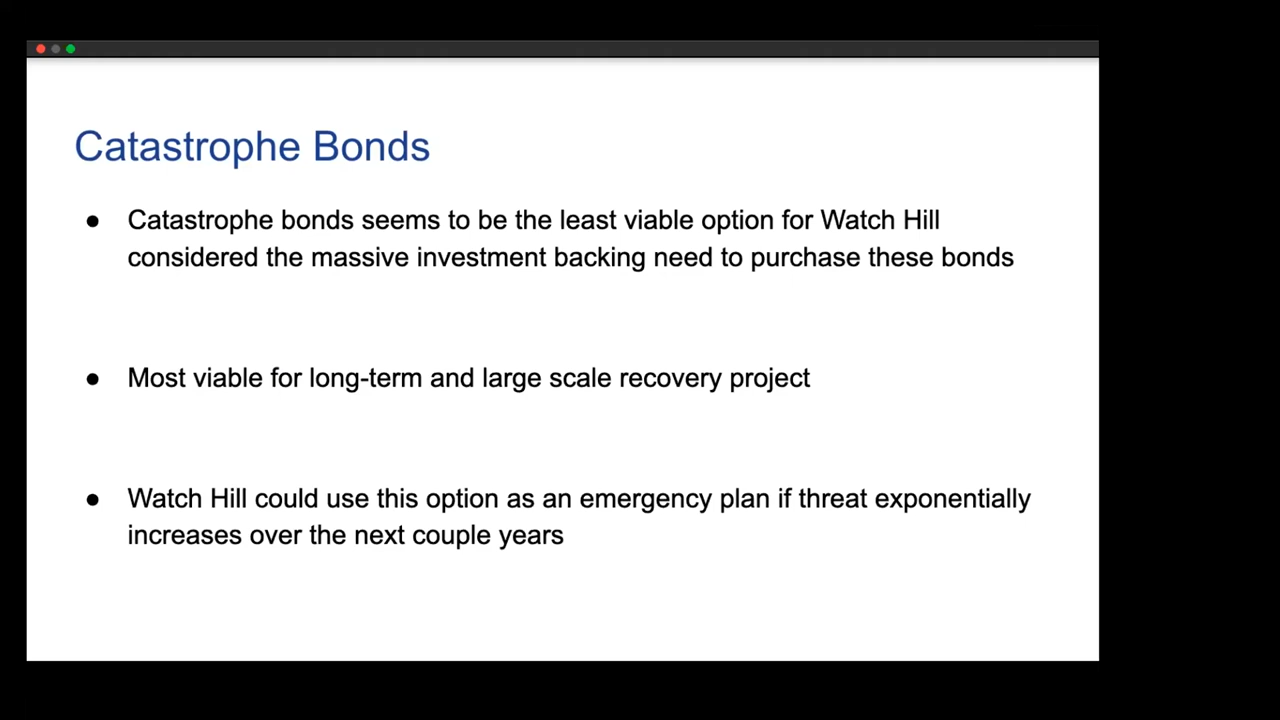 Catastrophe Bonds
● Catastrophe bonds seems to be the least viable option for Watch Hill
considered the massive investment backing need to purchase these bonds
● Most viable for long-term and large scale recovery project
● Watch Hill could use this option as an emergency plan if threat exponentially
increases over the next couple years